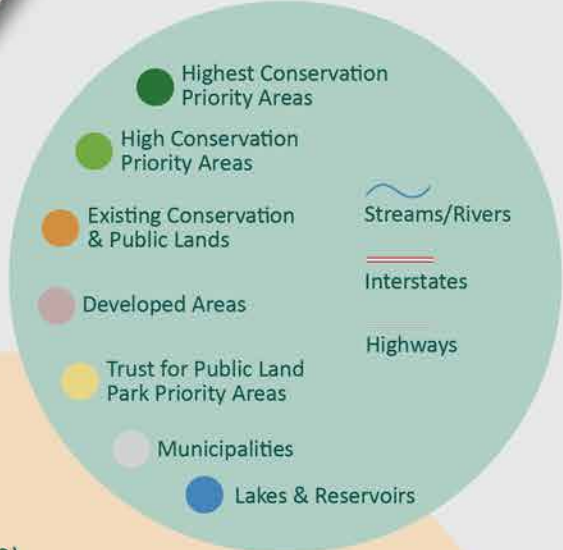 Highest Conservation
Priority Areas
High Conservation
Priority Areas
Existing Conservation
& Public Lands
Developed Areas
Trust for Public Land
Park Priority Areas
Municipalities
Lakes & Reservoirs
Streams/Rivers
Interstates
Highways